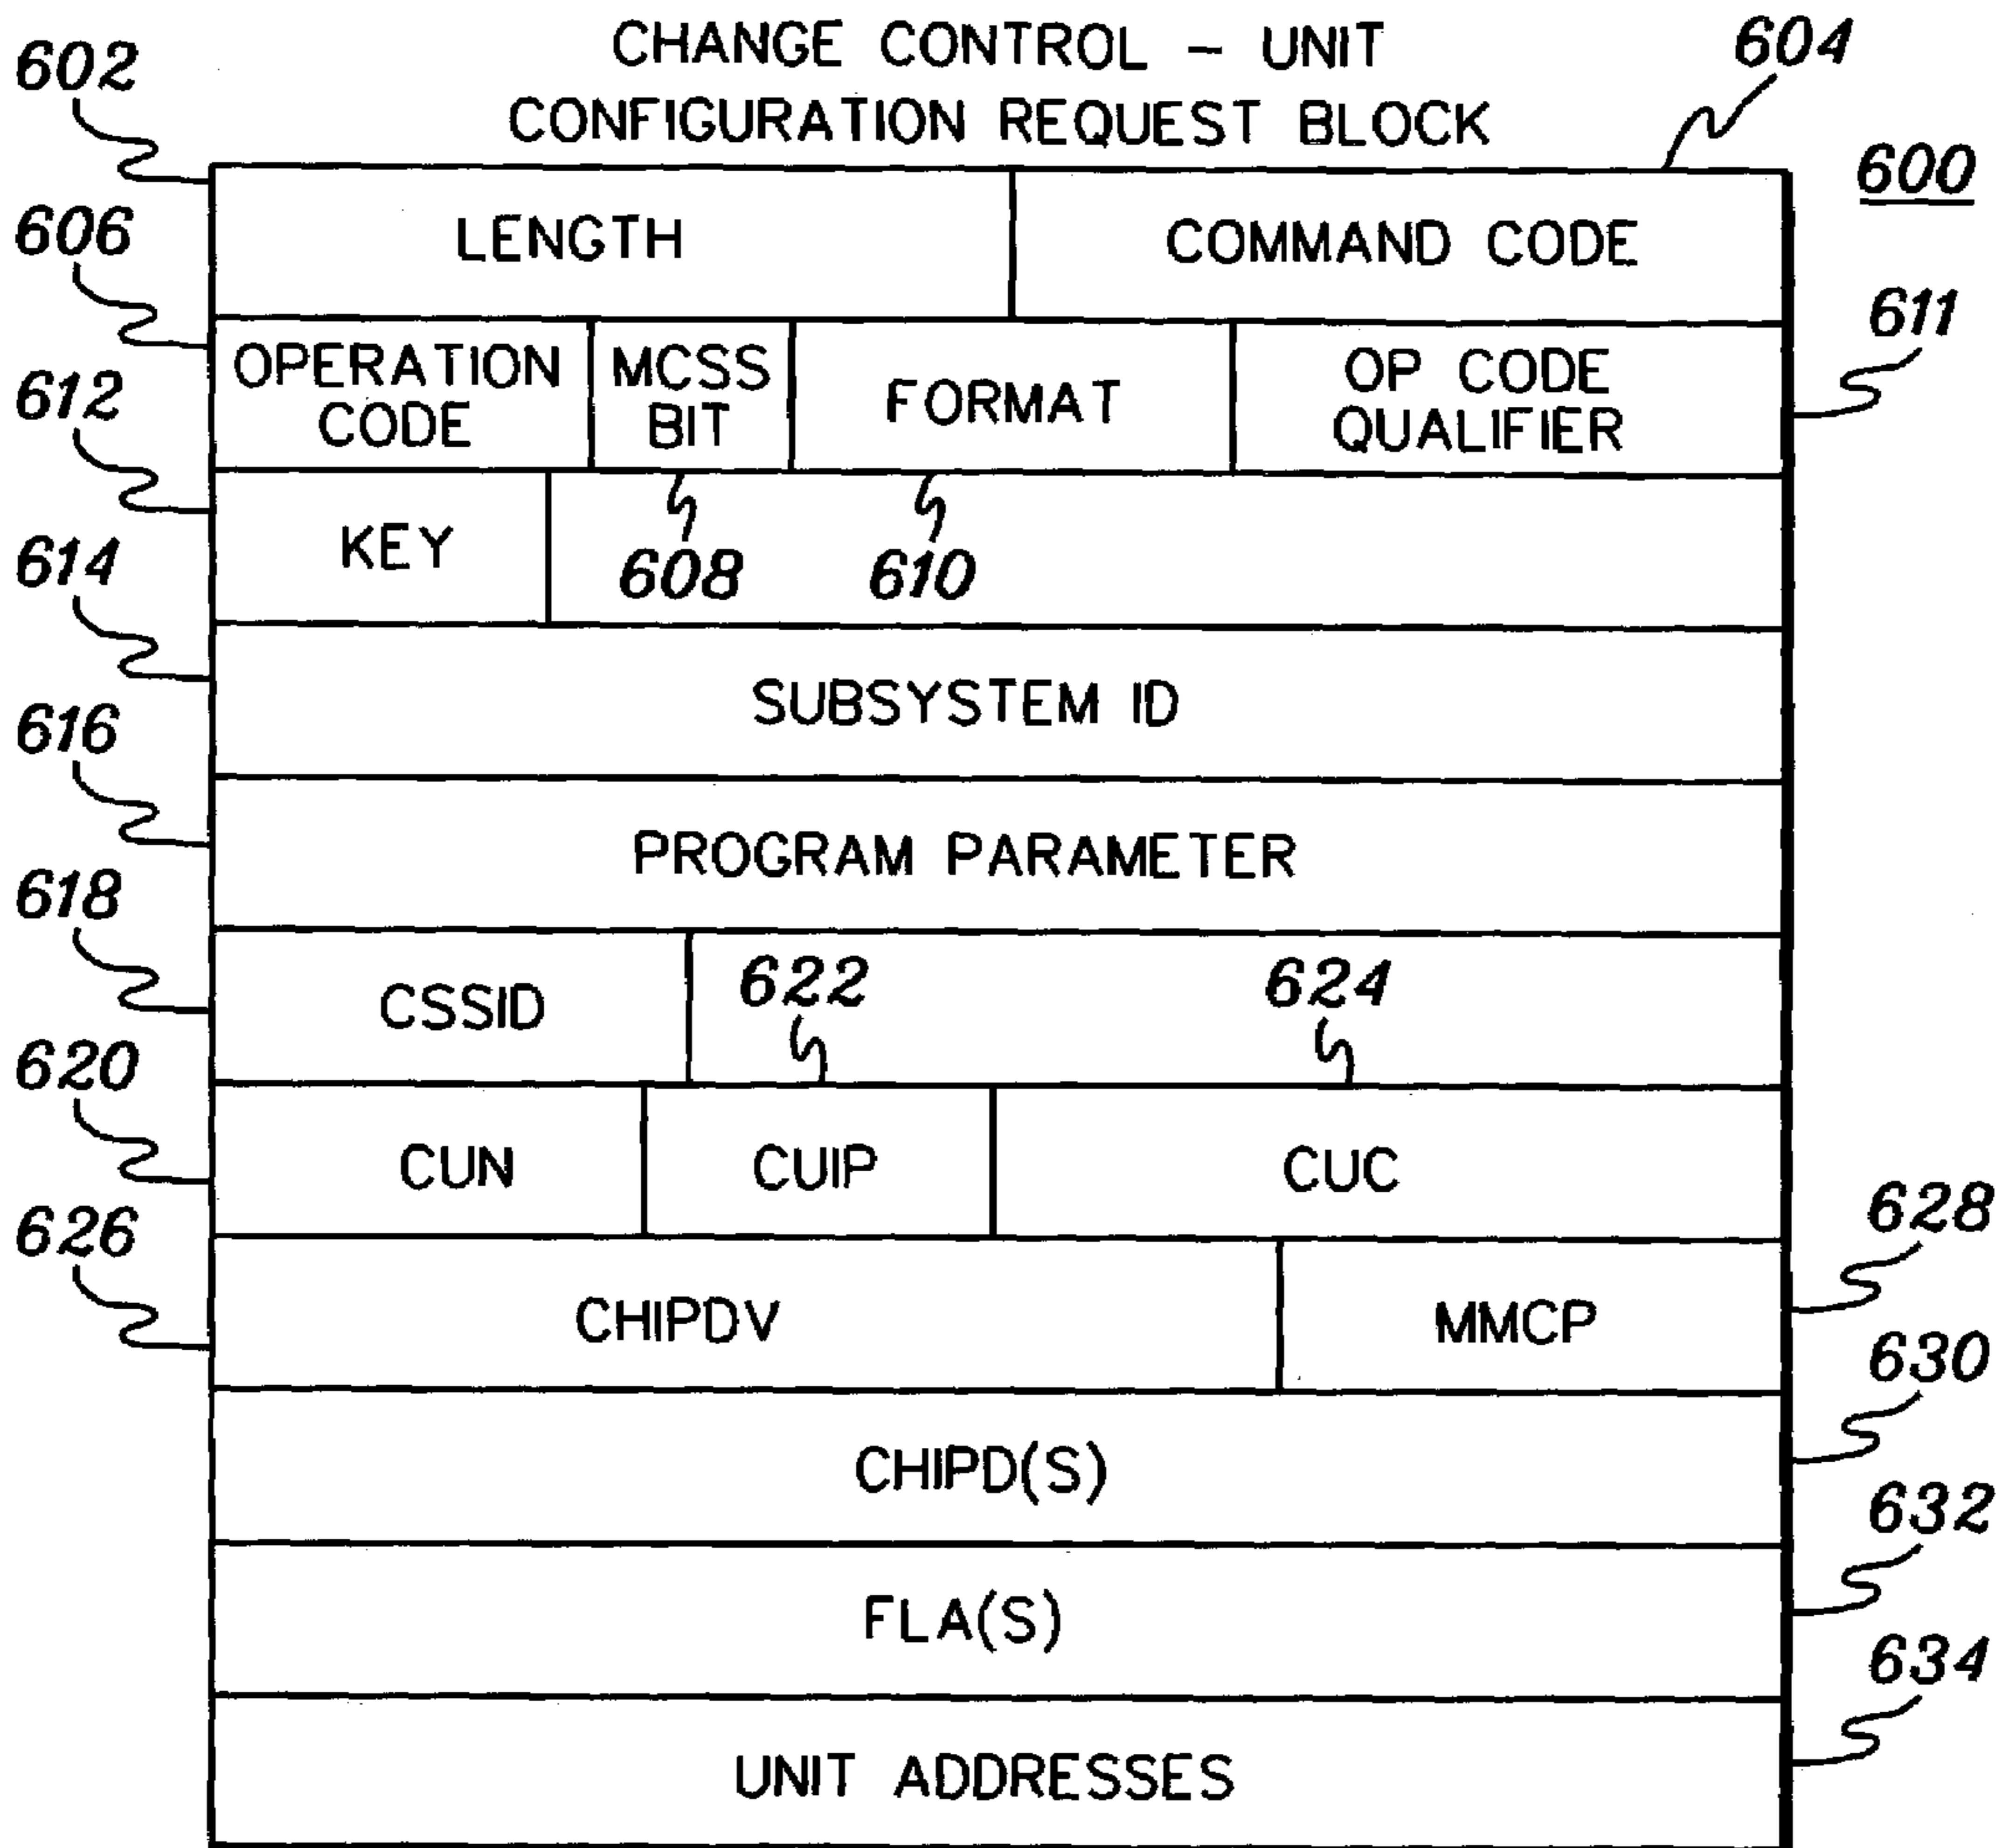 CHANGE CONTROL - UNIT
CONFIGURATION REQUEST BLOCK
600
602
604
LENGTH
COMMAND CODE
606
OPERATION CODE
MCSS BIT
FORMAT
OP CODE QUALIFIER
611
612
KEY
608
610
614
SUBSYSTEM ID
616
PROGRAM PARAMETER
618
CSSID
622
624
620
CUN
CUIP
CUC
626
CHIPDV
MMCP
628
CHIPD(S)
630
FLA(S)
632
UNIT ADDRESSES
634